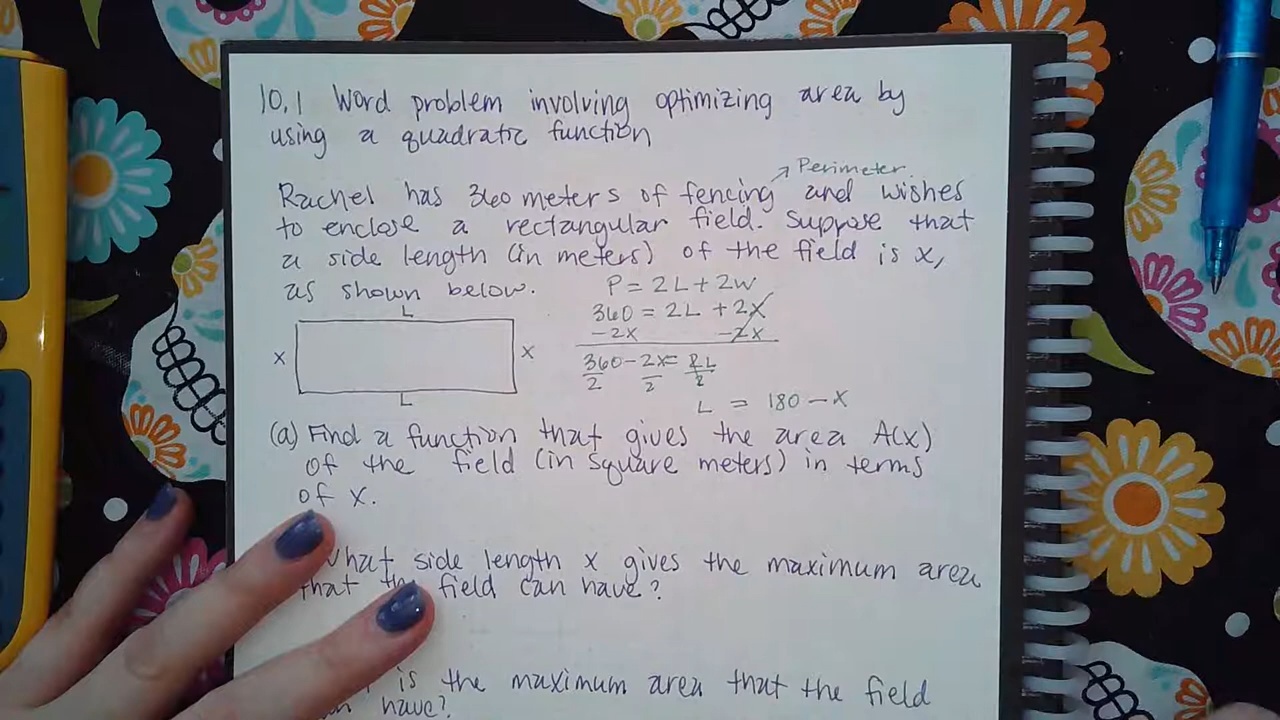 10.1 Word problem involving optimizing area by
using a quadratic function
↗ Perimeter.
Rachel has 360 meters of fencing and wishes
to enclose a rectangular field. Suppose that
a side length (in meters) of the field is x,
as shown below.
P = 2L + 2W
360 = 2L + 2x
-2x -2x
360 - 2x = 2L
2 2 2
L = 180 - x
L
x x
L
(a) Find a function that gives the area A(x)
of the field (in square meters) in terms
of x.
What side length x gives the maximum area
that the field can have?
is the maximum area that the field
have?